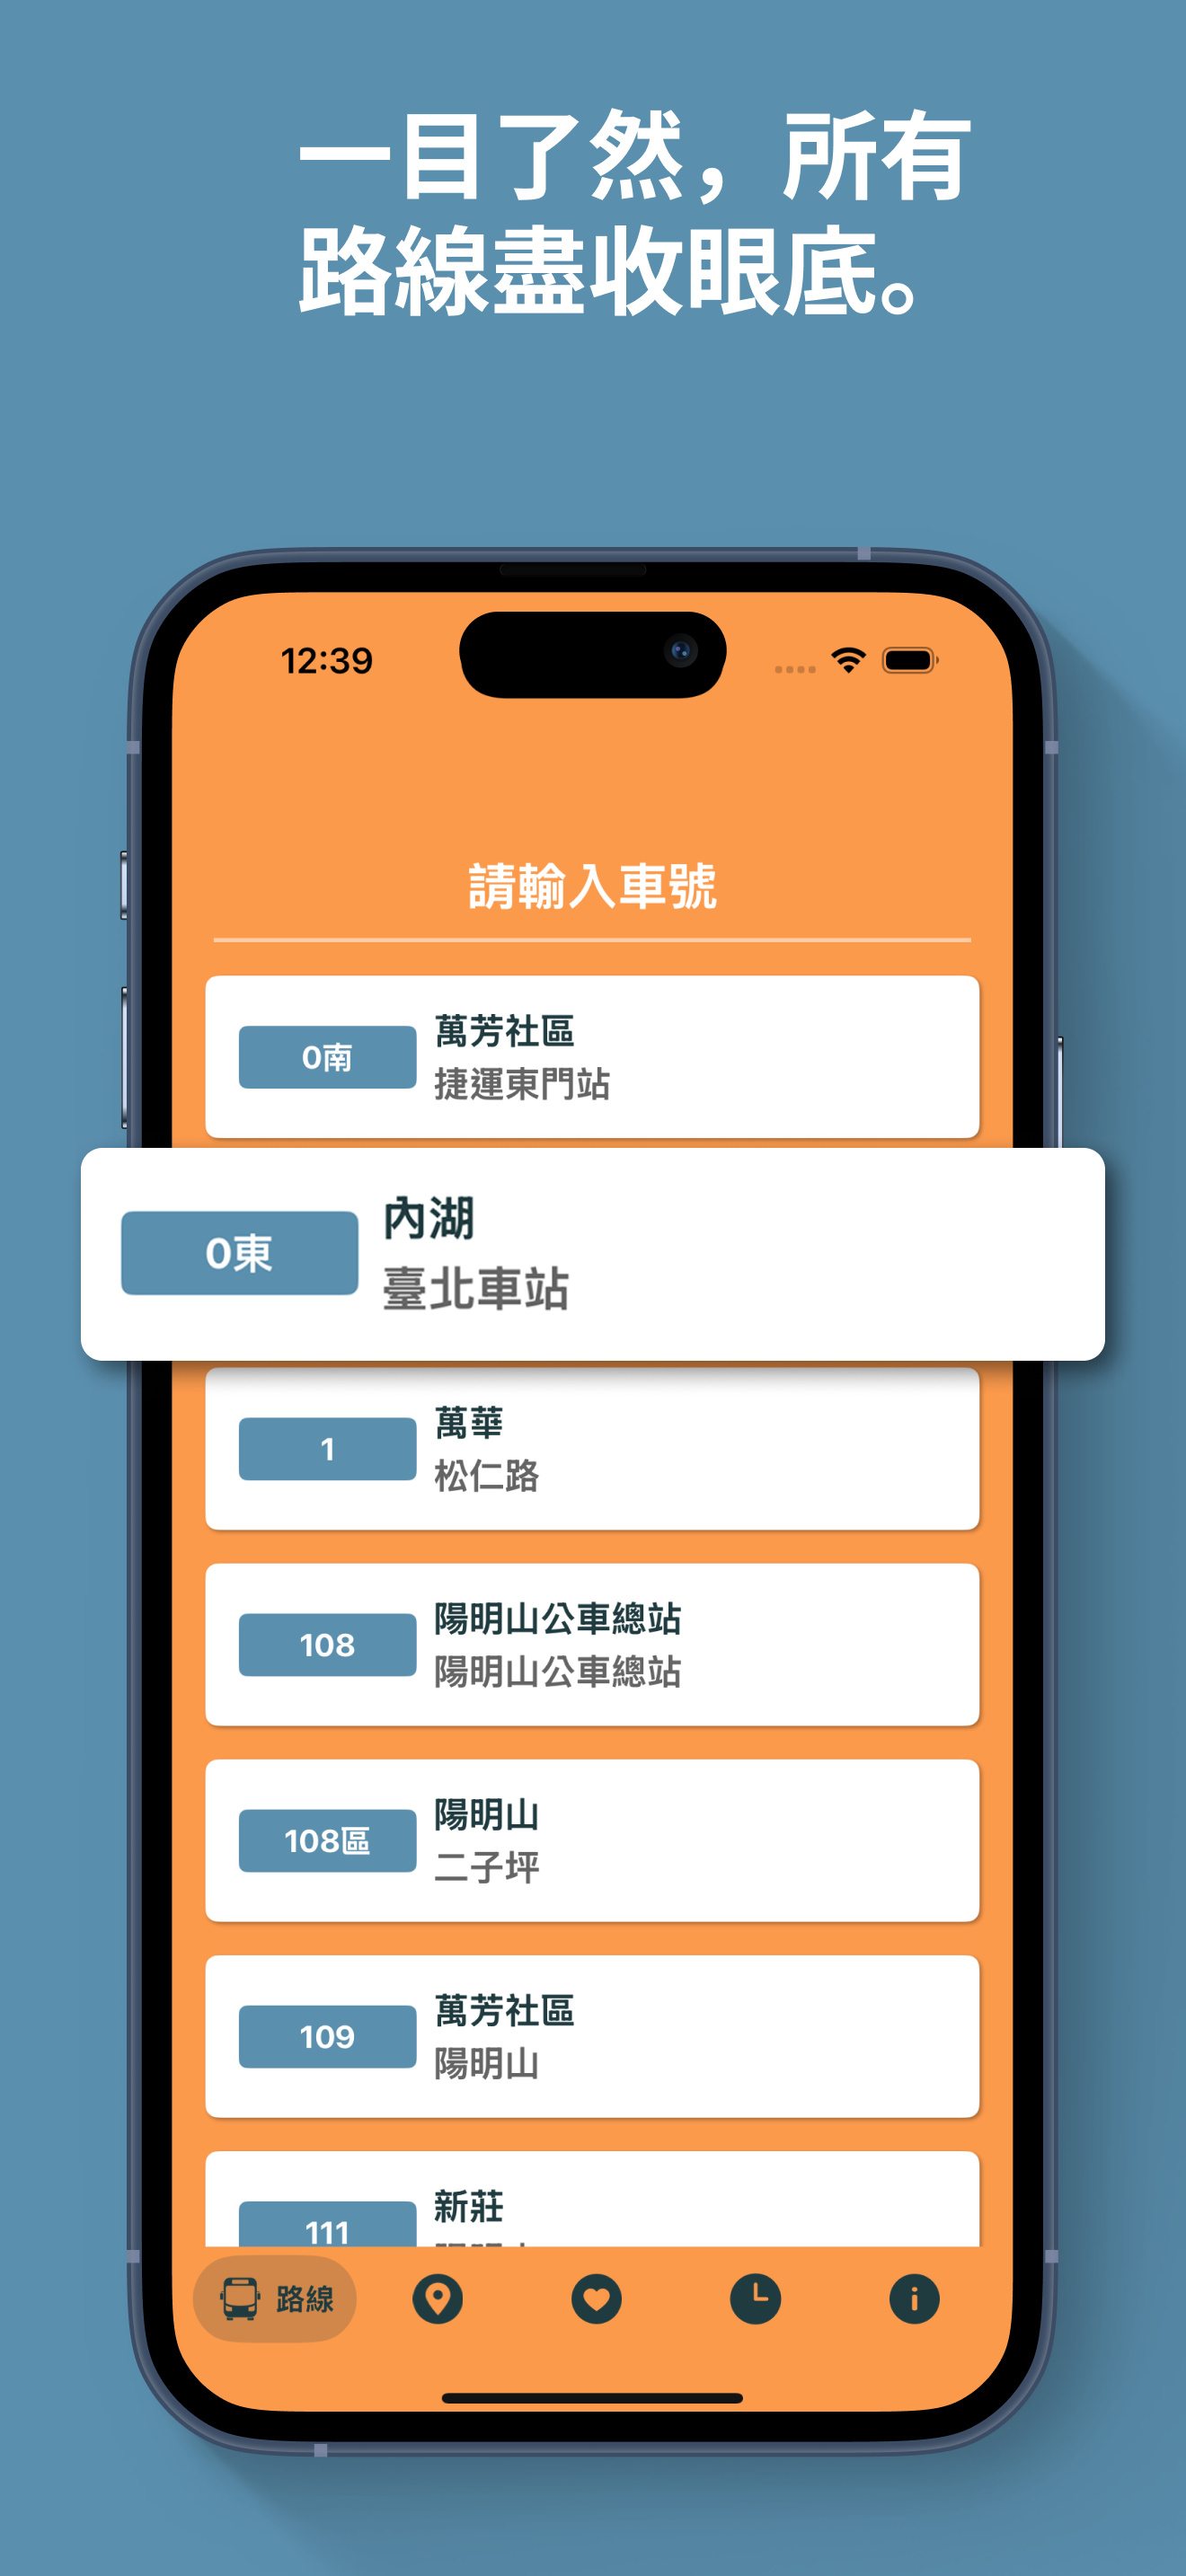 一目了然，所有
路線盡收眼底。
12:39
請輸入車號
0南
萬芳社區
捷運東門站
0東
內湖
臺北車站
1
萬華
松仁路
108
陽明山公車總站
陽明山公車總站
108區
陽明山
二子坪
109
萬芳社區
陽明山
111
新莊
路線